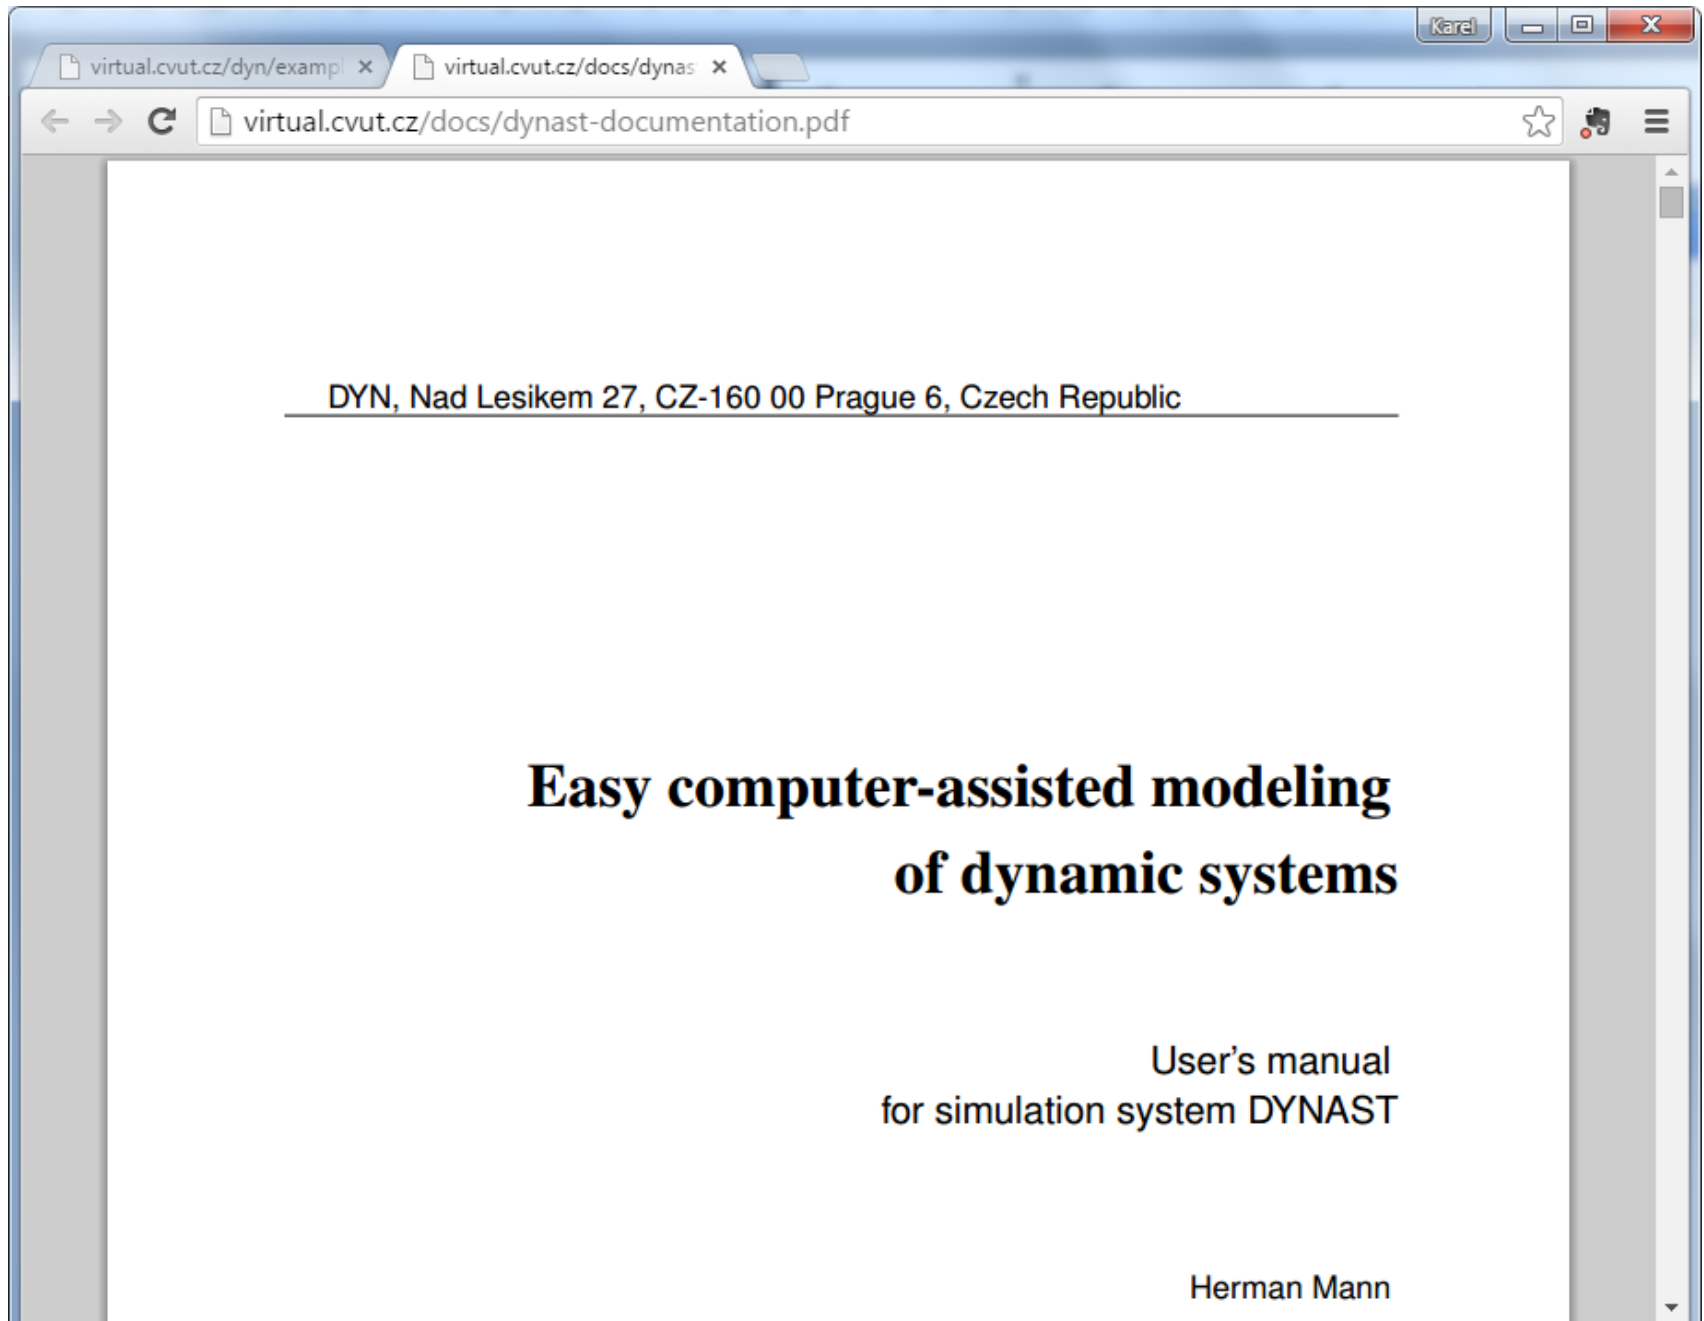 Karel
virtual.cvut.cz/dyn/exampl
virtual.cvut.cz/docs/dynas
virtual.cvut.cz/docs/dynast-documentation.pdf
DYN, Nad Lesikem 27, CZ-160 00 Prague 6, Czech Republic
Easy computer-assisted modeling
of dynamic systems
User's manual
for simulation system DYNAST
Herman Mann